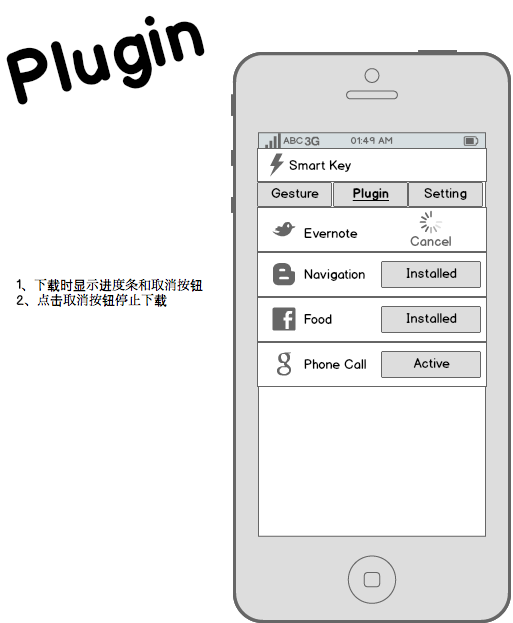 Plugin
1、下载时显示进度条和取消按钮
2、点击取消按钮停止下载
ABC 3G 01:49 AM
Smart Key
Gesture Plugin Setting
Evernote
Cancel
Navigation Installed
Food Installed
Phone Call Active